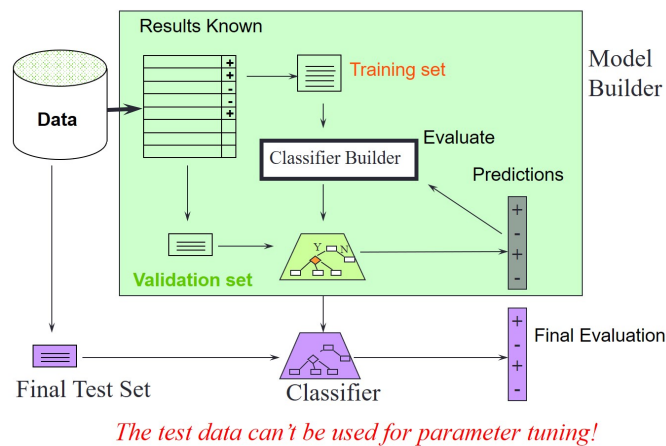 Results Known
Model
Builder
Data
+
+
-
-
+
Training set
Classifier Builder
Evaluate
Predictions
+
-
+
-
Y
N
Validation set
+
-
+
-
Final Evaluation
Final Test Set
Classifier
The test data can't be used for parameter tuning!